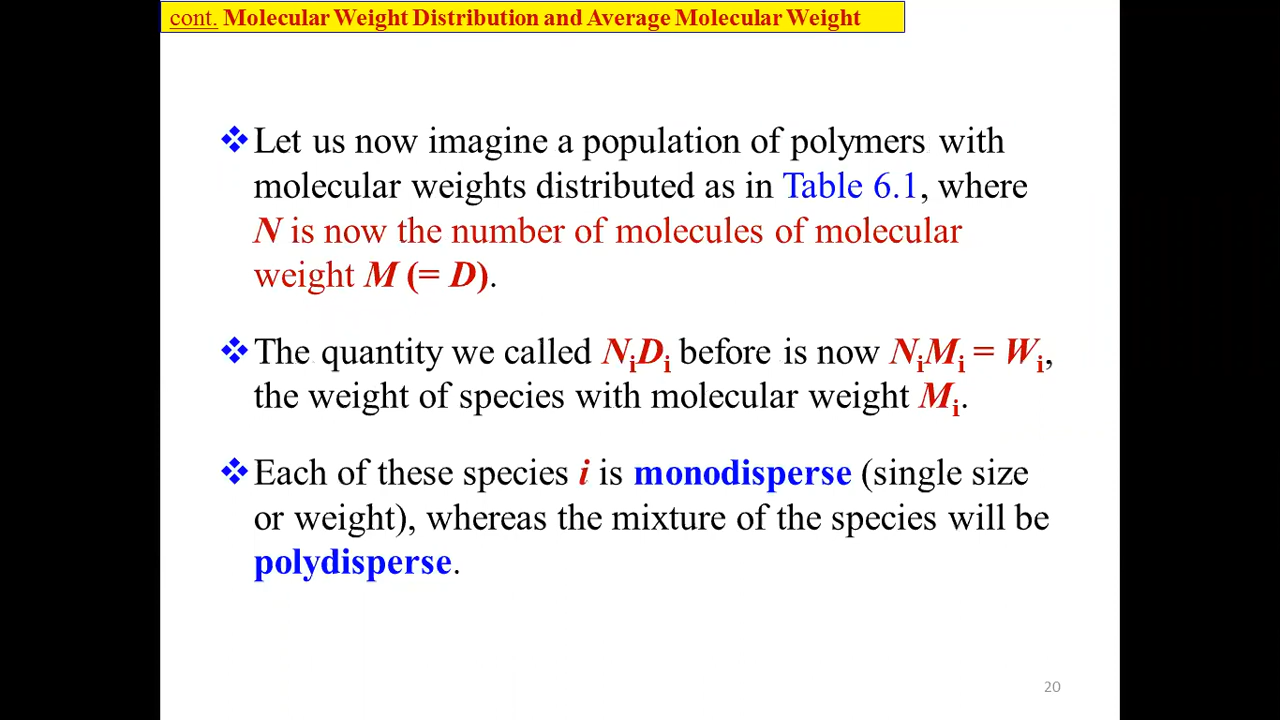 cont. Molecular Weight Distribution and Average Molecular Weight
Let us now imagine a population of polymers with
molecular weights distributed as in Table 6.1, where
N is now the number of molecules of molecular
weight M (= D).
The quantity we called NiDi before is now NiMi = Wi,
the weight of species with molecular weight Mi.
Each of these species i is monodisperse (single size
or weight), whereas the mixture of the species will be
polydisperse.
20